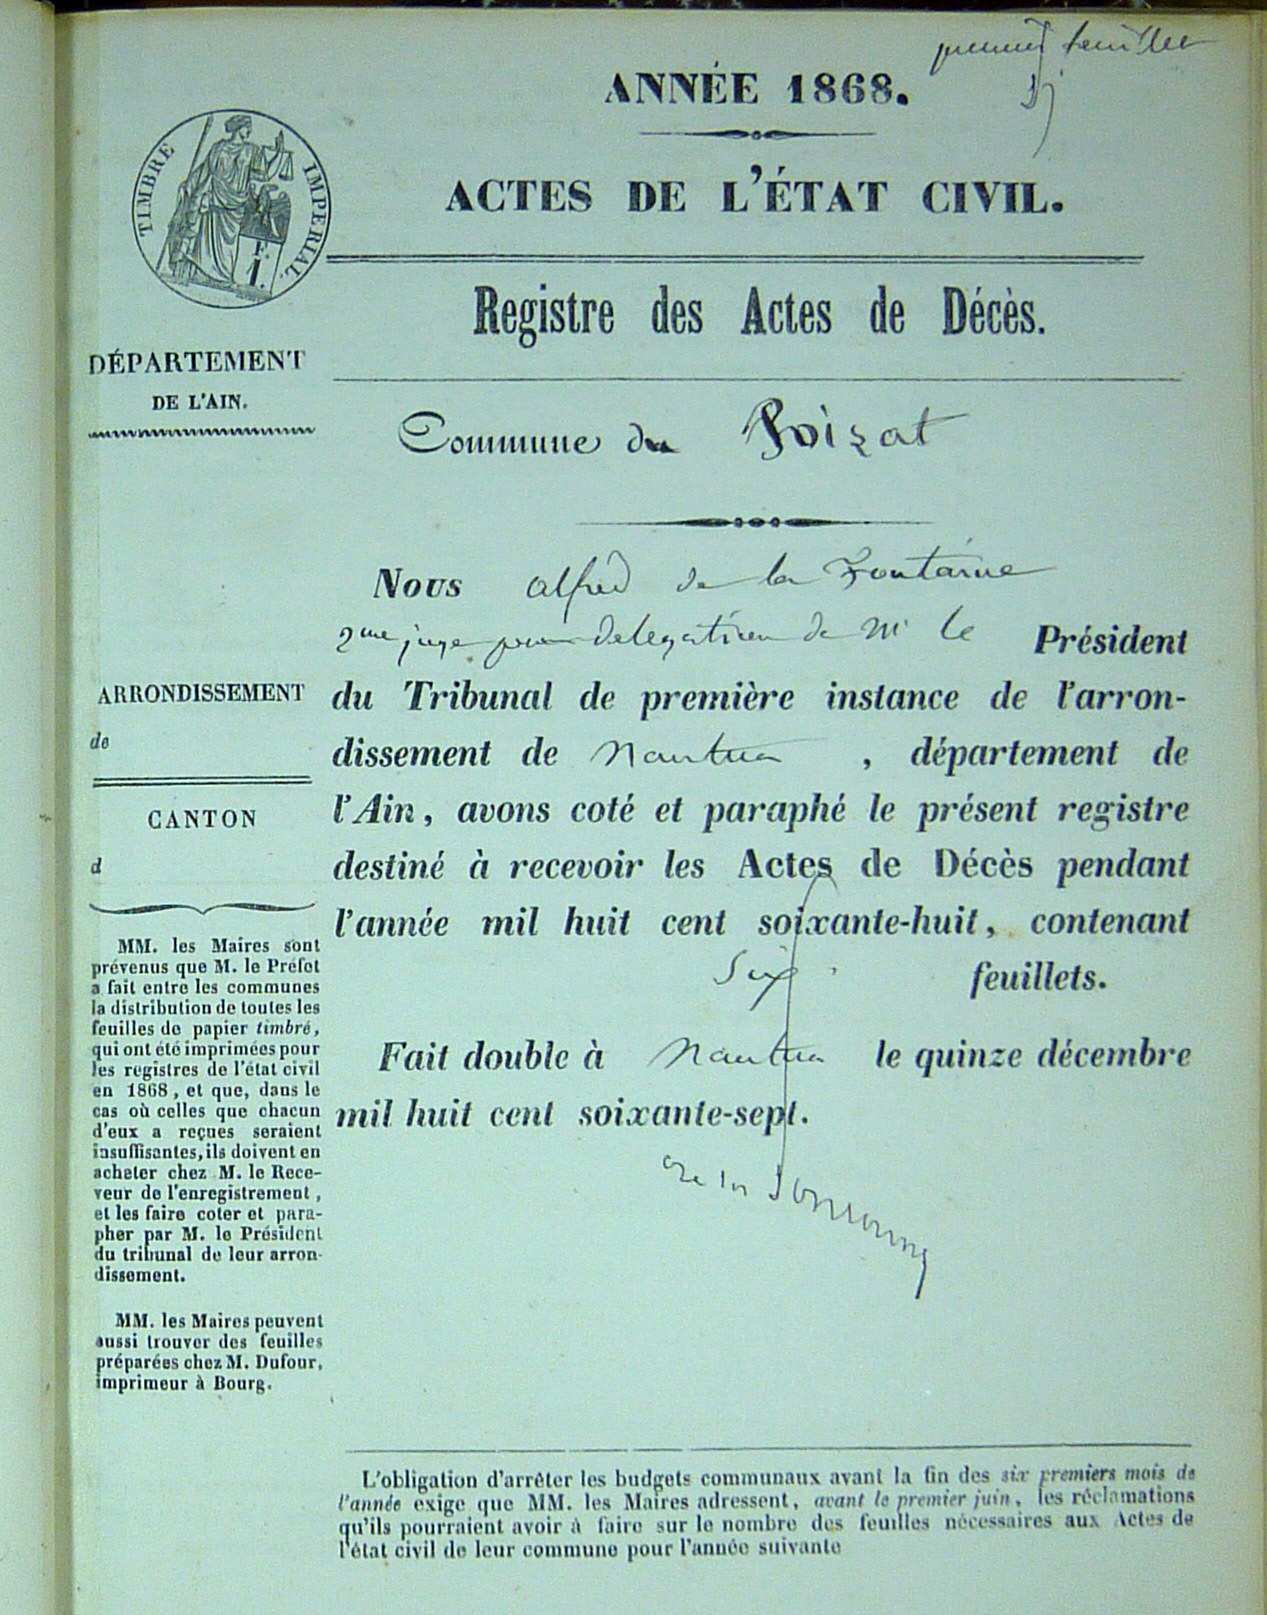 premier feuillet
ANNÉE 1868.
TIMBRE IMPERIAL.
F.
1.
ACTES DE L'ÉTAT CIVIL.
Registre des Actes de Décès.
DÉPARTEMENT
DE L'AIN.
Commune du Poizat
Nous Alfred de la Fontaine
2me juge pour delegation de Mr le Président
du Tribunal de première instance de l'arron-
dissement de Nantua, département de
l'Ain, avons coté et paraphé le présent registre
destiné à recevoir les Actes de Décès pendant
l'année mil huit cent soixante-huit, contenant
Six feuillets.
Fait double à Nantua le quinze décembre
mil huit cent soixante-sept.
ARRONDISSEMENT
de
CANTON
d
MM. les Maires sont
prévenus que M. le Préfet
a fait entre les communes
la distribution de toutes les
feuilles de papier timbré,
qui ont été imprimées pour
les registres de l'état civil
en 1868, et que, dans le
cas où celles que chacun
d'eux a reçues seraient
insuffisantes, ils doivent en
acheter chez M. le Rece-
veur de l'enregistrement,
et les faire coter et para-
pher par M. le Président
du tribunal de leur arron-
dissement.
MM. les Maires peuvent
aussi trouver des feuilles
préparées chez M. Dufour,
imprimeur à Bourg.
L'obligation d'arrêter les budgets communaux avant la fin des six premiers mois de
l'année exige que MM. les Maires adressent, avant le premier juin, les réclamations
qu'ils pourraient avoir à faire sur le nombre des feuilles nécessaires aux Actes de
l'état civil de leur commune pour l'année suivante